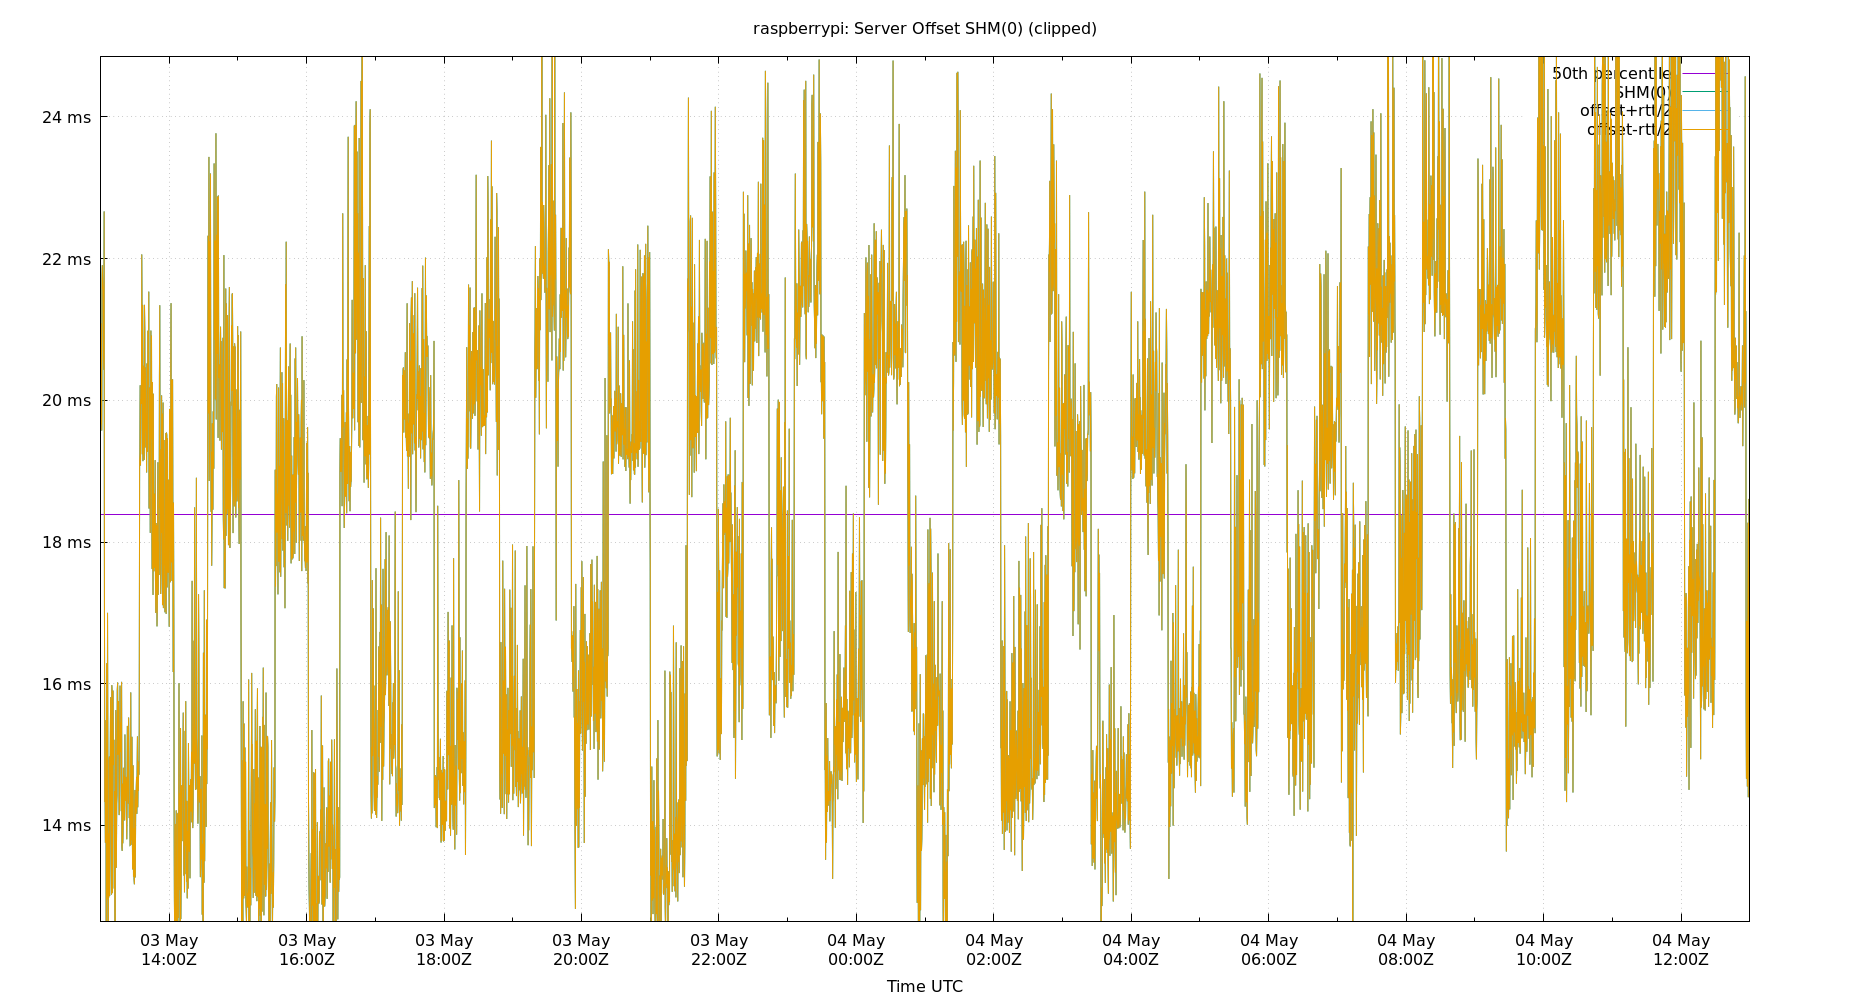 raspberrypi: Server Offset SHM(0) (clipped)
50th percentile
SHM(0)
offset+rtt/2
offset-rtt/2
24 ms
22 ms
20 ms
18 ms
16 ms
14 ms
03 May 03 May 03 May 03 May 03 May 04 May 04 May 04 May 04 May 04 May 04 May 04 May
14:00Z 16:00Z 18:00Z 20:00Z 22:00Z 00:00Z 02:00Z 04:00Z 06:00Z 08:00Z 10:00Z 12:00Z
Time UTC